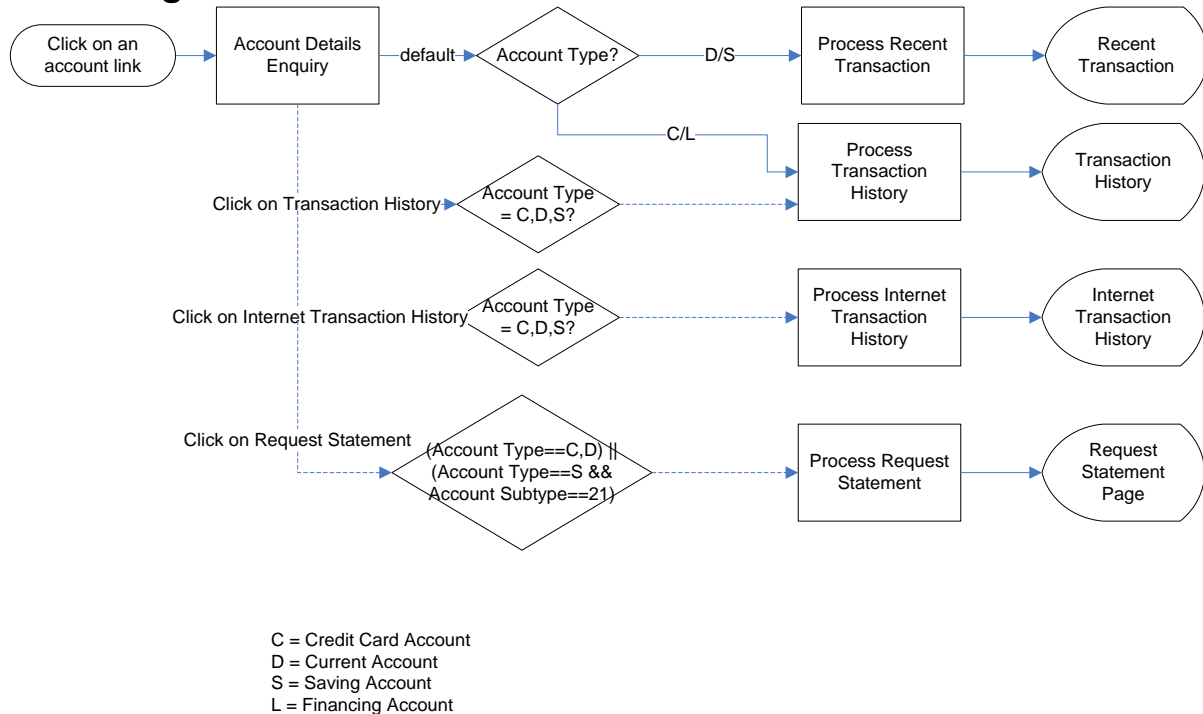 Click on an
account link
Account Details
Enquiry
default
Account Type?
D/S
Process Recent
Transaction
Recent
Transaction
C/L
Process
Transaction
History
Transaction
History
Click on Transaction History
Account Type
= C,D,S?
Click on Internet Transaction History
Account Type
= C,D,S?
Process Internet
Transaction
History
Internet
Transaction
History
Click on Request Statement
(Account Type==C,D) ||
(Account Type==S &&
Account Subtype==21)
Process Request
Statement
Request
Statement
Page
C = Credit Card Account
D = Current Account
S = Saving Account
L = Financing Account